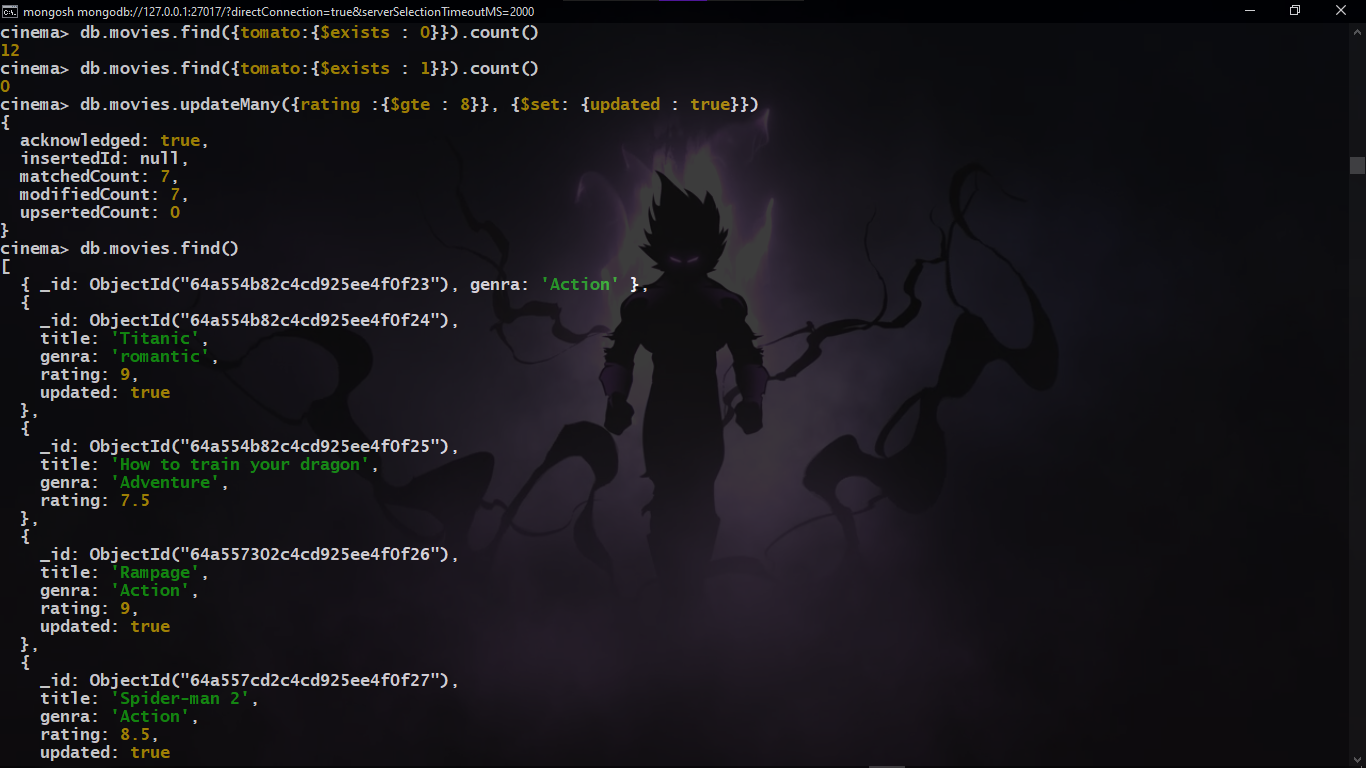 mongosh mongodb://127.0.0.1:27017/?directConnection=true&serverSelectionTimeoutMS=2000
cinema> db.movies.find({tomato:{$exists : 0}}).count()
12
cinema> db.movies.find({tomato:{$exists : 1}}).count()
0
cinema> db.movies.updateMany({rating :{$gte : 8}}, {$set: {updated : true}})
{
  acknowledged: true,
  insertedId: null,
  matchedCount: 7,
  modifiedCount: 7,
  upsertedCount: 0
}
cinema> db.movies.find()
[
  { _id: ObjectId("64a554b82c4cd925ee4f0f23"), genra: 'Action' },
  {
    _id: ObjectId("64a554b82c4cd925ee4f0f24"),
    title: 'Titanic',
    genra: 'romantic',
    rating: 9,
    updated: true
  },
  {
    _id: ObjectId("64a554b82c4cd925ee4f0f25"),
    title: 'How to train your dragon',
    genra: 'Adventure',
    rating: 7.5
  },
  {
    _id: ObjectId("64a557302c4cd925ee4f0f26"),
    title: 'Rampage',
    genra: 'Action',
    rating: 9,
    updated: true
  },
  {
    _id: ObjectId("64a557cd2c4cd925ee4f0f27"),
    title: 'Spider-man 2',
    genra: 'Action',
    rating: 8.5,
    updated: true